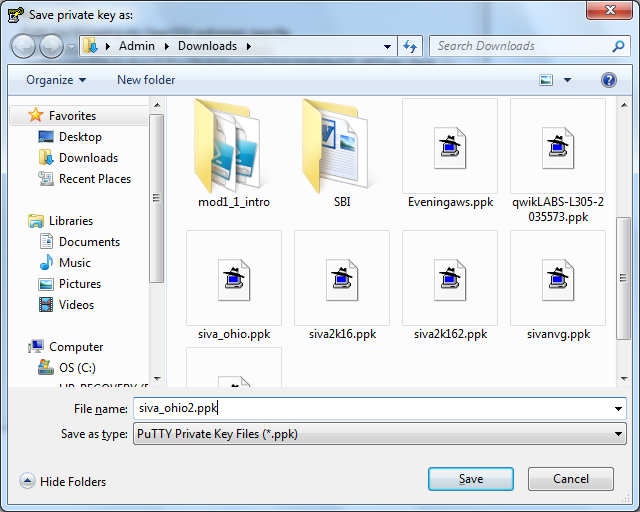 Save private key as:
Admin
Downloads
Search Downloads
Organize
New folder
Favorites
Desktop
Downloads
Recent Places
Libraries
Documents
Music
Pictures
Videos
Computer
OS (C:)
mod1_1_intro
SBI
Eveningaws.ppk
qwikLABS-L305-2
035573.ppk
siva_ohio.ppk
siva2k16.ppk
siva2k162.ppk
sivanvg.ppk
File name:
siva_ohio2.ppk
Save as type:
PuTTY Private Key Files (*.ppk)
Hide Folders
Save
Cancel